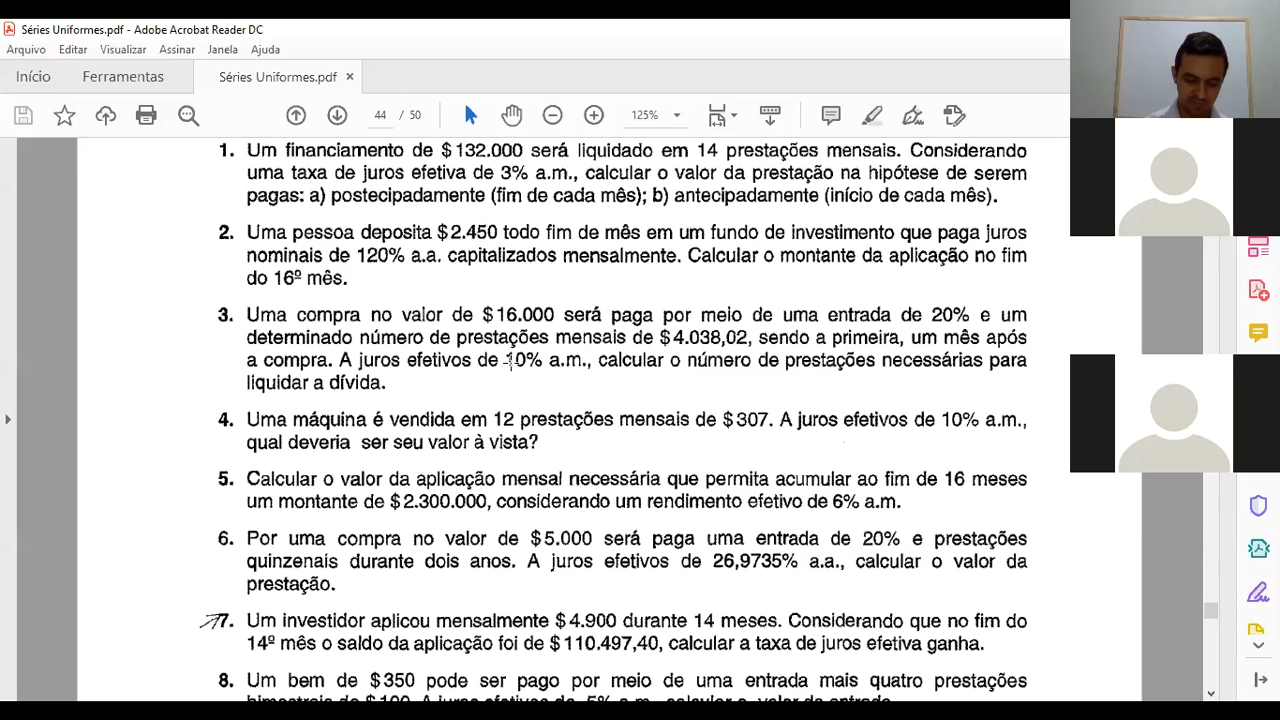 Séries Uniformes.pdf - Adobe Acrobat Reader DC
Arquivo Editar Visualizar Assinar Janela Ajuda
Início Ferramentas Séries Uniformes.pdf ×
44 / 50 125%
1. Um financiamento de $132.000 será liquidado em 14 prestações mensais. Considerando
uma taxa de juros efetiva de 3% a.m., calcular o valor da prestação na hipótese de serem
pagas: a) postecipadamente (fim de cada mês); b) antecipadamente (início de cada mês).
2. Uma pessoa deposita $2.450 todo fim de mês em um fundo de investimento que paga juros
nominais de 120% a.a. capitalizados mensalmente. Calcular o montante da aplicação no fim
do 16º mês.
3. Uma compra no valor de $16.000 será paga por meio de uma entrada de 20% e um
determinado número de prestações mensais de $4.038,02, sendo a primeira, um mês após
a compra. A juros efetivos de 10% a.m., calcular o número de prestações necessárias para
liquidar a dívida.
4. Uma máquina é vendida em 12 prestações mensais de $307. A juros efetivos de 10% a.m.,
qual deveria ser seu valor à vista?
5. Calcular o valor da aplicação mensal necessária que permita acumular ao fim de 16 meses
um montante de $2.300.000, considerando um rendimento efetivo de 6% a.m.
6. Por uma compra no valor de $5.000 será paga uma entrada de 20% e prestações
quinzenais durante dois anos. A juros efetivos de 26,9735% a.a., calcular o valor da
prestação.
7. Um investidor aplicou mensalmente $4.900 durante 14 meses. Considerando que no fim do
14º mês o saldo da aplicação foi de $110.497,40, calcular a taxa de juros efetiva ganha.
8. Um bem de $350 pode ser pago por meio de uma entrada mais quatro prestações
bimestrais de $100. A juros efetivos de 5% a.m., calcular o valor da entrada.